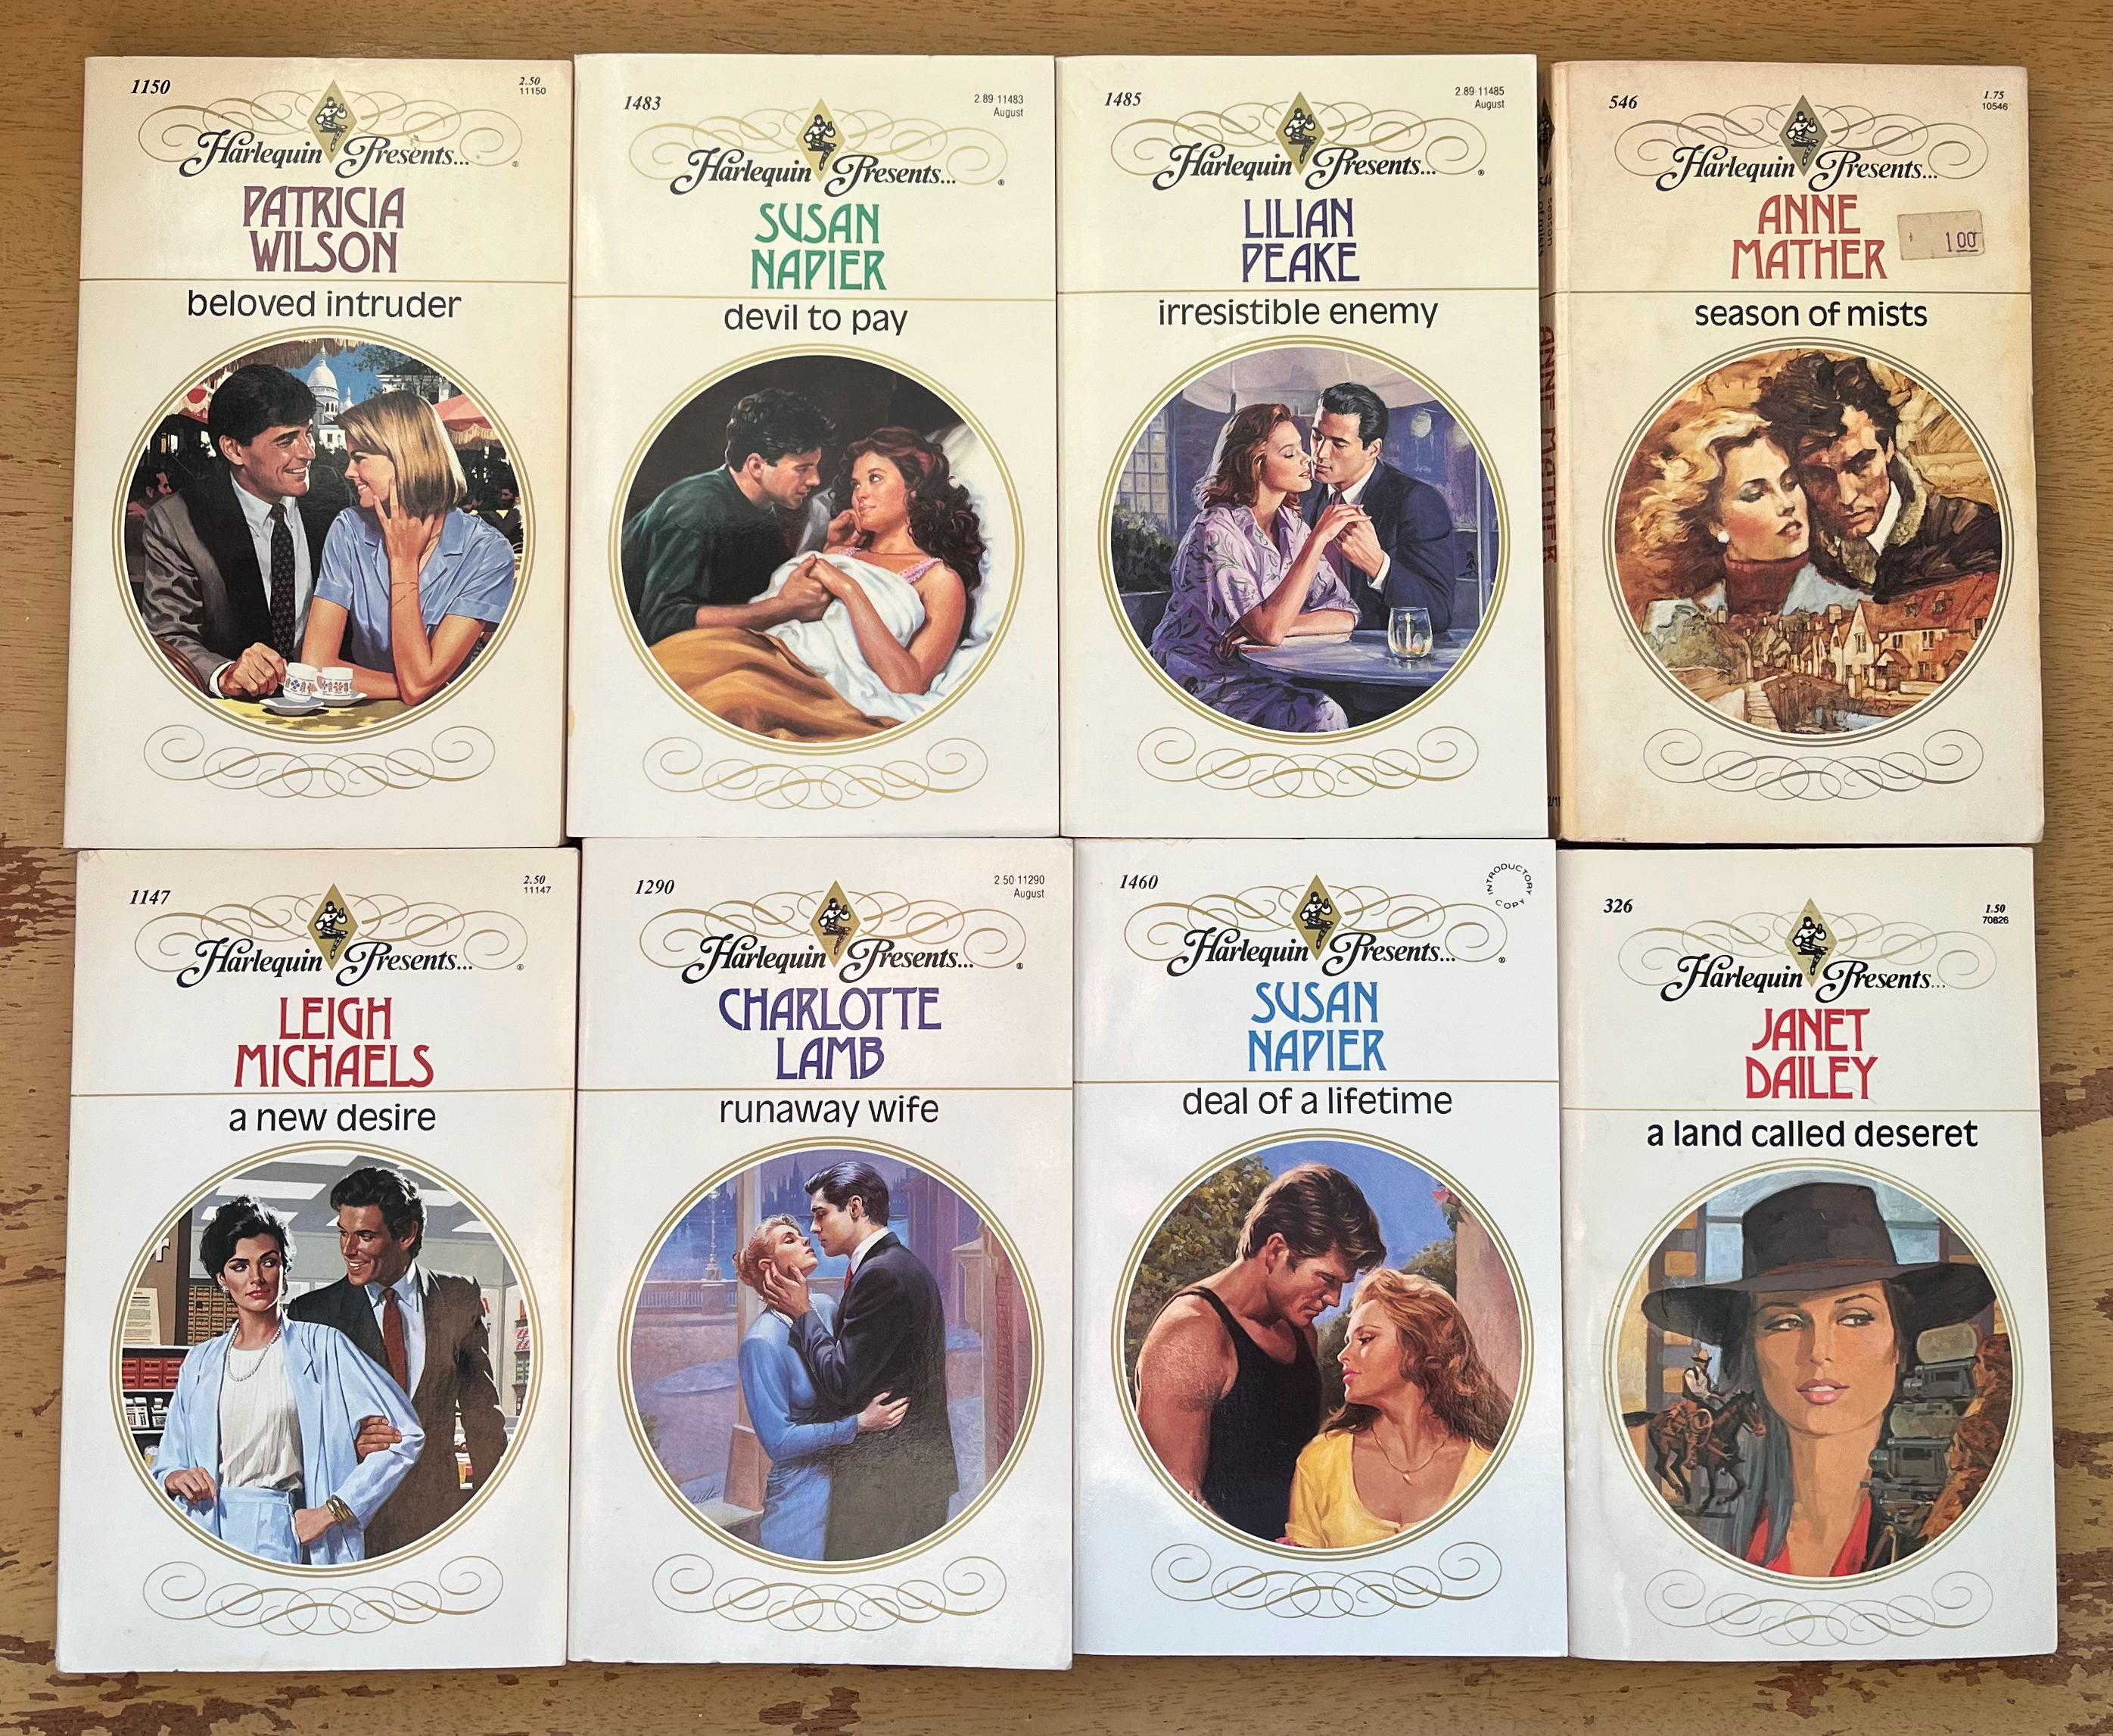 1150
2.50
11150
Harlequin Presents...®
PATRICIA
WILSON
beloved intruder
1483
2.89 11483
August
Harlequin Presents...®
SUSAN
NAPIER
devil to pay
1485
2.89 11485
August
Harlequin Presents...®
LILIAN
PEAKE
irresistible enemy
ANNE MATHER
546
1.75
10546
Harlequin Presents...
ANNE
MATHER
1.00
season of mists
1147
2.50
11147
Harlequin Presents...®
LEIGH
MICHAELS
a new desire
1290
2.50 11290
August
Harlequin Presents...®
CHARLOTTE
LAMB
runaway wife
1460
INTRODUCTORY
COPY
Harlequin Presents...®
SUSAN
NAPIER
deal of a lifetime
326
1.50
70826
Harlequin Presents...
JANET
DAILEY
a land called deseret